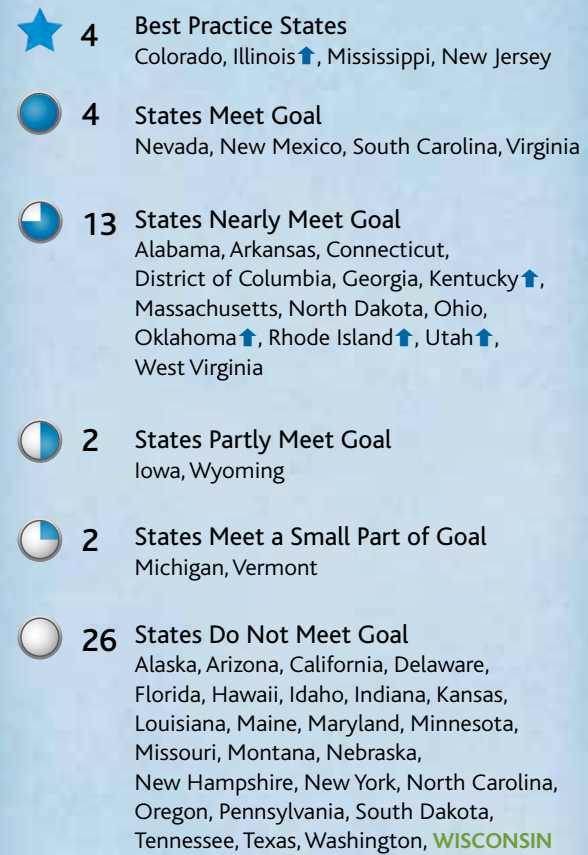 4 Best Practice States
Colorado, Illinois⬆, Mississippi, New Jersey
4 States Meet Goal
Nevada, New Mexico, South Carolina, Virginia
13 States Nearly Meet Goal
Alabama, Arkansas, Connecticut,
District of Columbia, Georgia, Kentucky⬆,
Massachusetts, North Dakota, Ohio,
Oklahoma⬆, Rhode Island⬆, Utah⬆,
West Virginia
2 States Partly Meet Goal
Iowa, Wyoming
2 States Meet a Small Part of Goal
Michigan, Vermont
26 States Do Not Meet Goal
Alaska, Arizona, California, Delaware,
Florida, Hawaii, Idaho, Indiana, Kansas,
Louisiana, Maine, Maryland, Minnesota,
Missouri, Montana, Nebraska,
New Hampshire, New York, North Carolina,
Oregon, Pennsylvania, South Dakota,
Tennessee, Texas, Washington, WISCONSIN